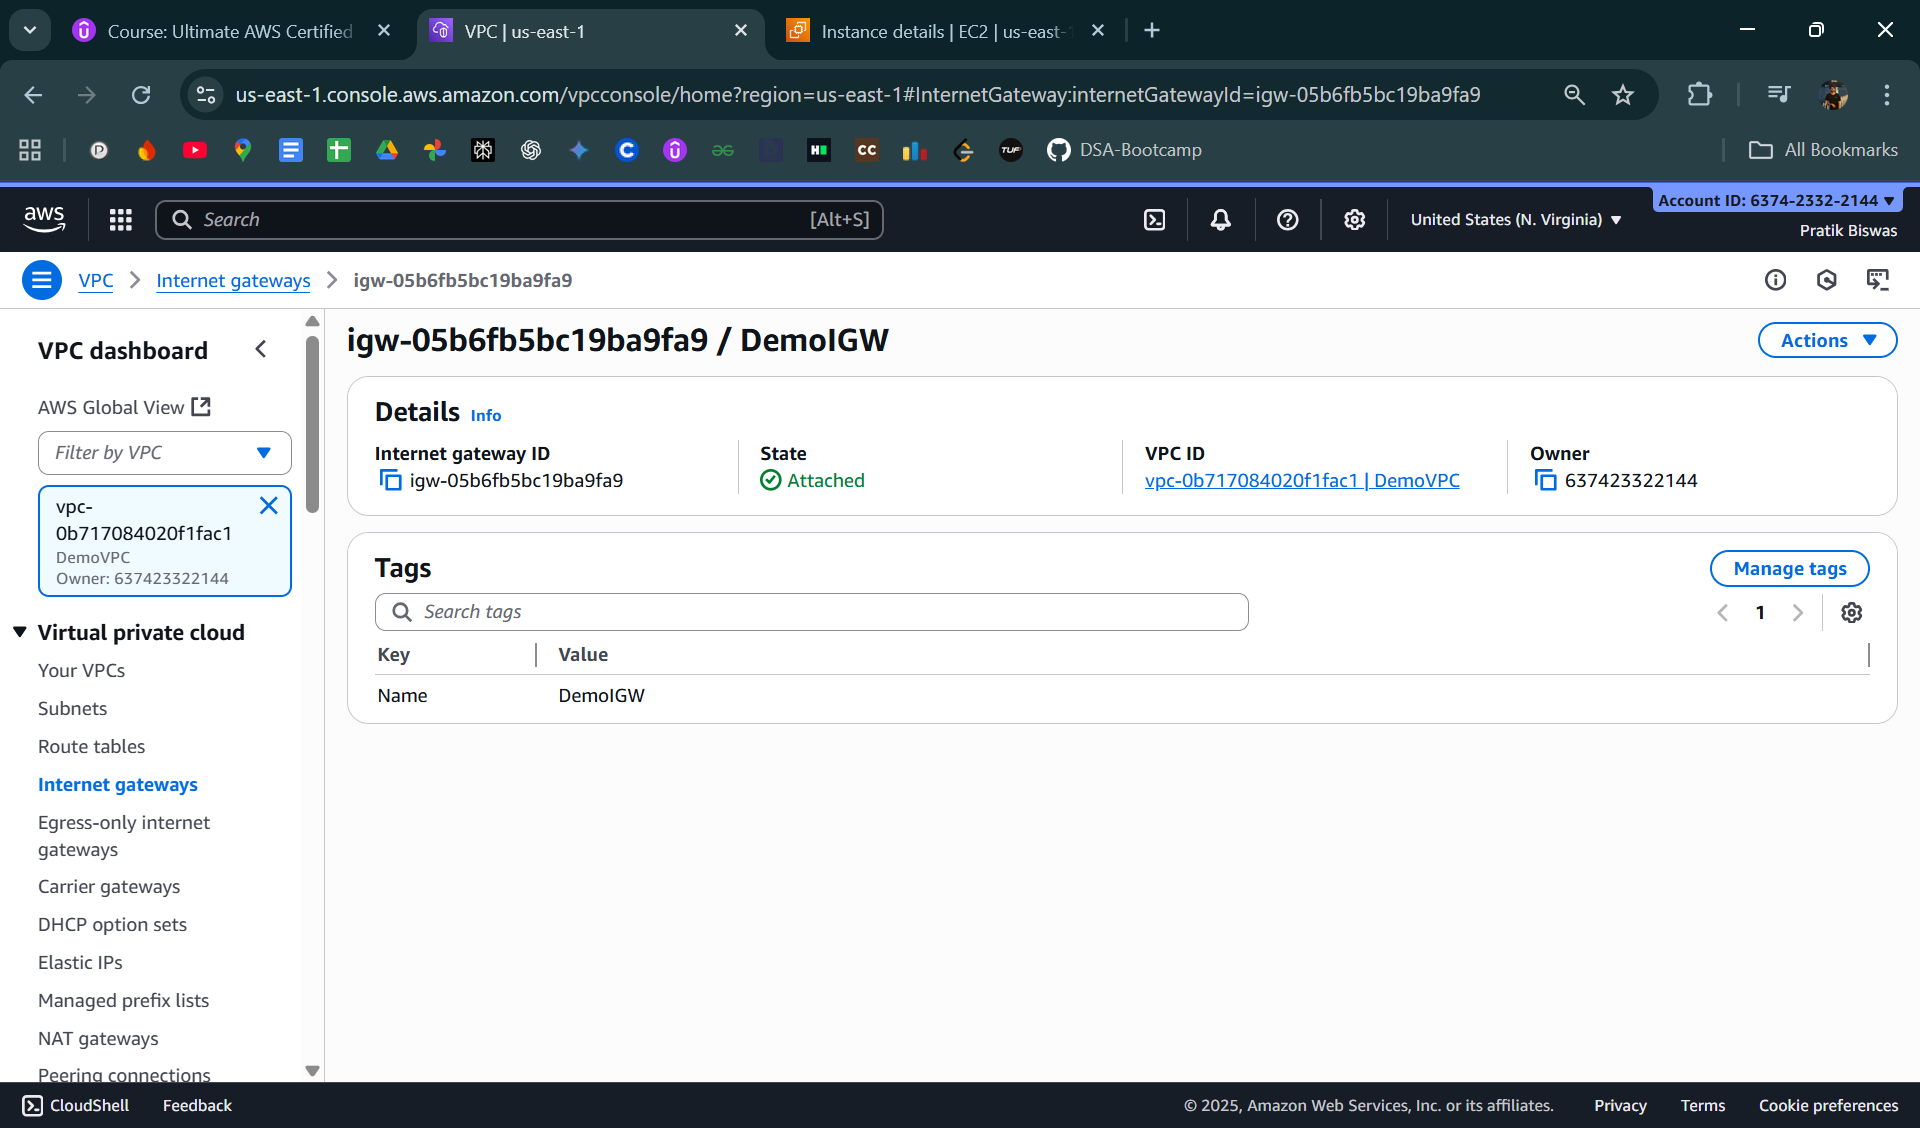 Course: Ultimate AWS Certified
VPC | us-east-1
Instance details | EC2 | us-east-1
us-east-1.console.aws.amazon.com/vpcconsole/home?region=us-east-1#InternetGateway:internetGatewayId=igw-05b6fb5bc19ba9fa9
CC
TUF
DSA-Bootcamp
All Bookmarks
aws
Search
[Alt+S]
United States (N. Virginia)
Account ID: 6374-2332-2144
Pratik Biswas
VPC
Internet gateways
igw-05b6fb5bc19ba9fa9
VPC dashboard
AWS Global View
Filter by VPC
vpc-
0b717084020f1fac1
DemoVPC
Owner: 637423322144
Virtual private cloud
Your VPCs
Subnets
Route tables
Internet gateways
Egress-only internet
gateways
Carrier gateways
DHCP option sets
Elastic IPs
Managed prefix lists
NAT gateways
Peering connections
igw-05b6fb5bc19ba9fa9 / DemoIGW
Actions
Details Info
Internet gateway ID
igw-05b6fb5bc19ba9fa9
State
Attached
VPC ID
vpc-0b717084020f1fac1 | DemoVPC
Owner
637423322144
Tags
Manage tags
Search tags
1
Key
Value
Name
DemoIGW
CloudShell
Feedback
© 2025, Amazon Web Services, Inc. or its affiliates.
Privacy
Terms
Cookie preferences